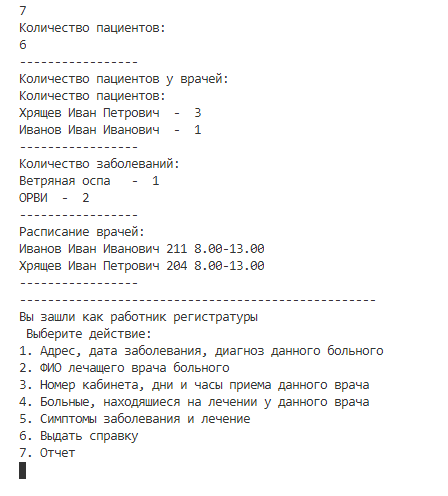 7
Количество пациентов:
6
-----------------
Количество пациентов у врачей:
Количество пациентов:
Хрящев Иван Петрович  -  3
Иванов Иван Иванович  -  1
-----------------
Количество заболеваний:
Ветряная оспа   -  1
ОРВИ  -  2
-----------------
Расписание врачей:
Иванов Иван Иванович 211 8.00-13.00
Хрящев Иван Петрович 204 8.00-13.00
-----------------
---------------------------------------------------
Вы зашли как работник регистратуры
 Выберите действие:
1. Адрес, дата заболевания, диагноз данного больного
2. ФИО лечащего врача больного
3. Номер кабинета, дни и часы приема данного врача
4. Больные, находяшиеся на лечении у данного врача
5. Симптомы заболевания и лечение
6. Выдать справку
7. Отчет